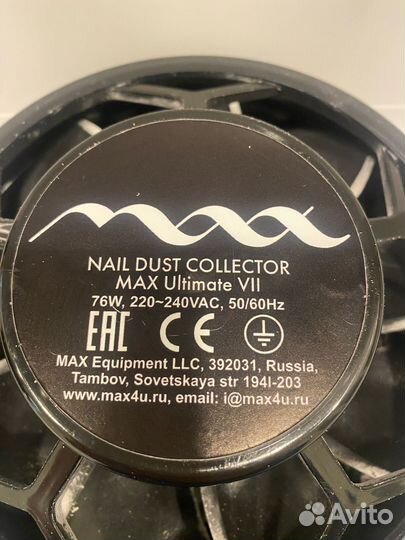 max
NAIL DUST COLLECTOR
MAX Ultimate VII
76W, 220~240VAC, 50/60Hz
EAC CE
MAX Equipment LLC, 392031, Russia,
Tambov, Sovetskaya str 194I-203
www.max4u.ru, email: i@max4u.ru
Avito